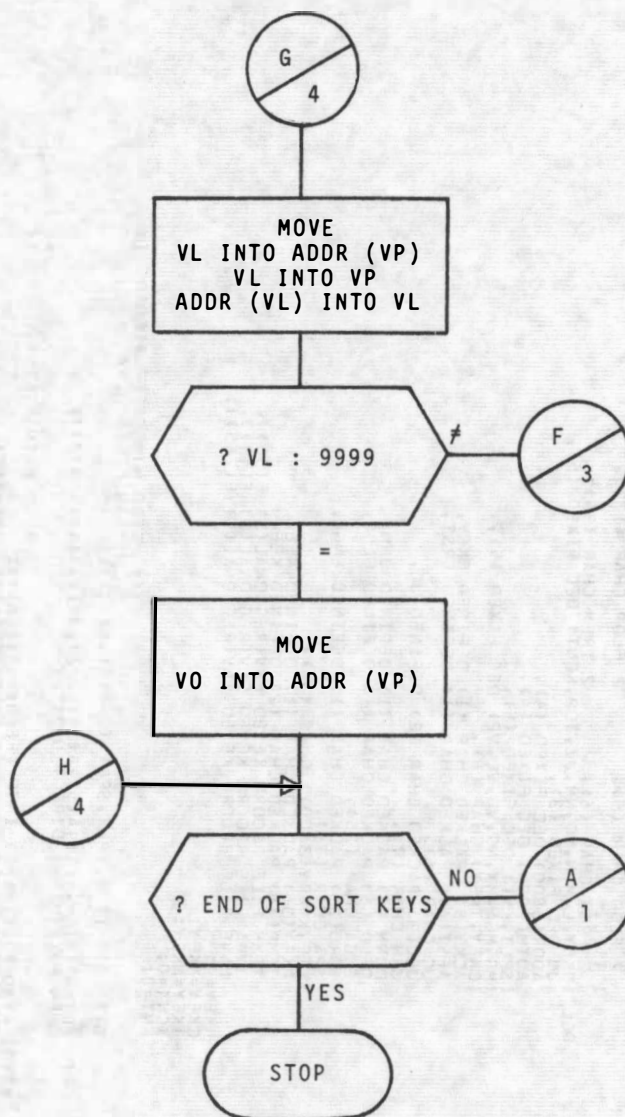 G
4
MOVE
VL INTO ADDR (VP)
VL INTO VP
ADDR (VL) INTO VL
? VL : 9999
≠
F
3
=
MOVE
VO INTO ADDR (VP)
H
4
? END OF SORT KEYS
NO
A
1
YES
STOP